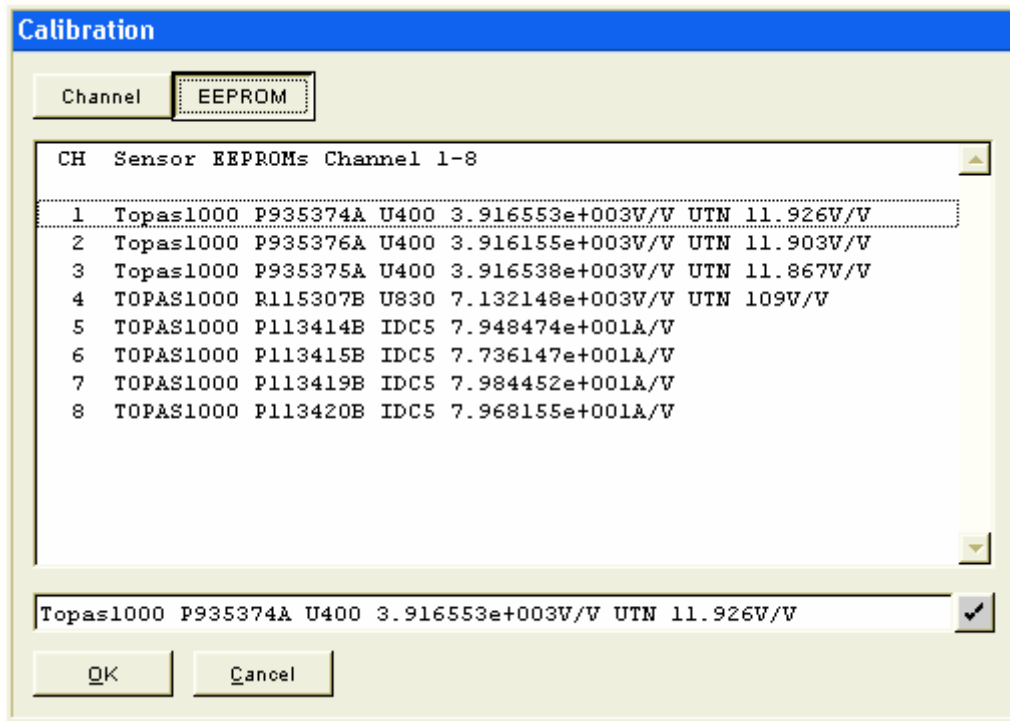 Calibration
Channel EEPROM
CH Sensor EEPROMs Channel 1-8
1 Topas1000 P935374A U400 3.916553e+003V/V UTN 11.926V/V
2 Topas1000 P935376A U400 3.916155e+003V/V UTN 11.903V/V
3 Topas1000 P935375A U400 3.916538e+003V/V UTN 11.867V/V
4 TOPAS1000 R115307B U830 7.132148e+003V/V UTN 109V/V
5 TOPAS1000 P113414B IDC5 7.948474e+001A/V
6 TOPAS1000 P113415B IDC5 7.736147e+001A/V
7 TOPAS1000 P113419B IDC5 7.984452e+001A/V
8 TOPAS1000 P113420B IDC5 7.968155e+001A/V
Topas1000 P935374A U400 3.916553e+003V/V UTN 11.926V/V
OK Cancel